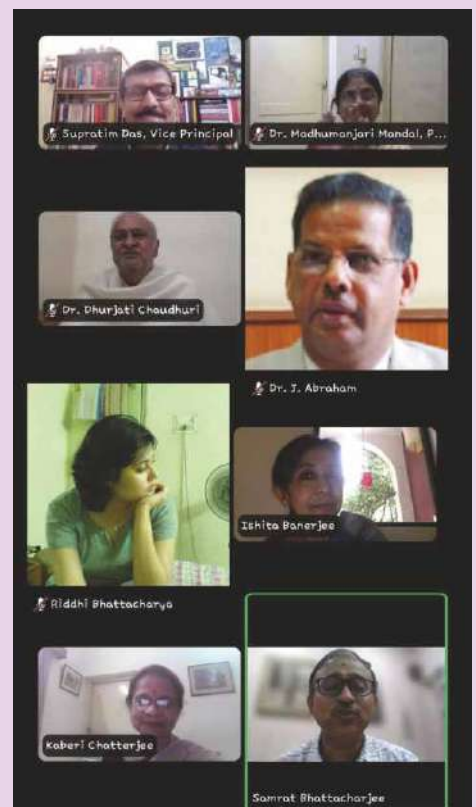 Supratim Das, Vice Principal
Dr. Madhumanjari Mandal, P...
Dr. Dhurjati Chaudhuri
Dr. J. Abraham
Ishita Banerjee
Riddhi Bhattacharya
Kaberi Chatterjee
Samrat Bhattacharjee